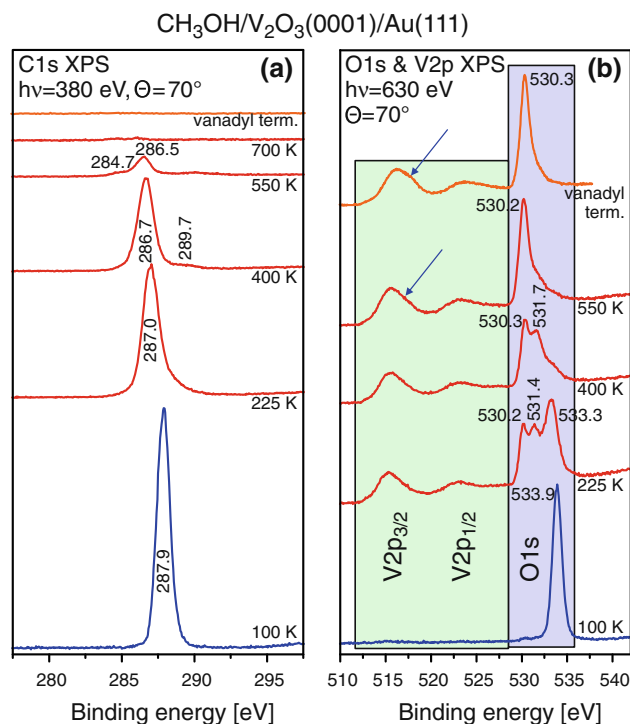 CH₃OH/V₂O₃(0001)/Au(111)
C1s XPS
(a)
hν=380 eV, Θ=70°
vanadyl term.
286.5
700 K
284.7
550 K
286.7
289.7
400 K
287.0
225 K
287.9
100 K
280
285
290
295
Binding energy [eV]
O1s & V2p XPS
(b)
hν=630 eV
530.3
Θ=70°
530.2
vanadyl
term.
550 K
530.3
531.7
400 K
530.2
531.4
533.3
533.9
225 K
V2p3/2
V2p1/2
O1s
100 K
510
515
520
525
530
535
540
Binding energy [eV]